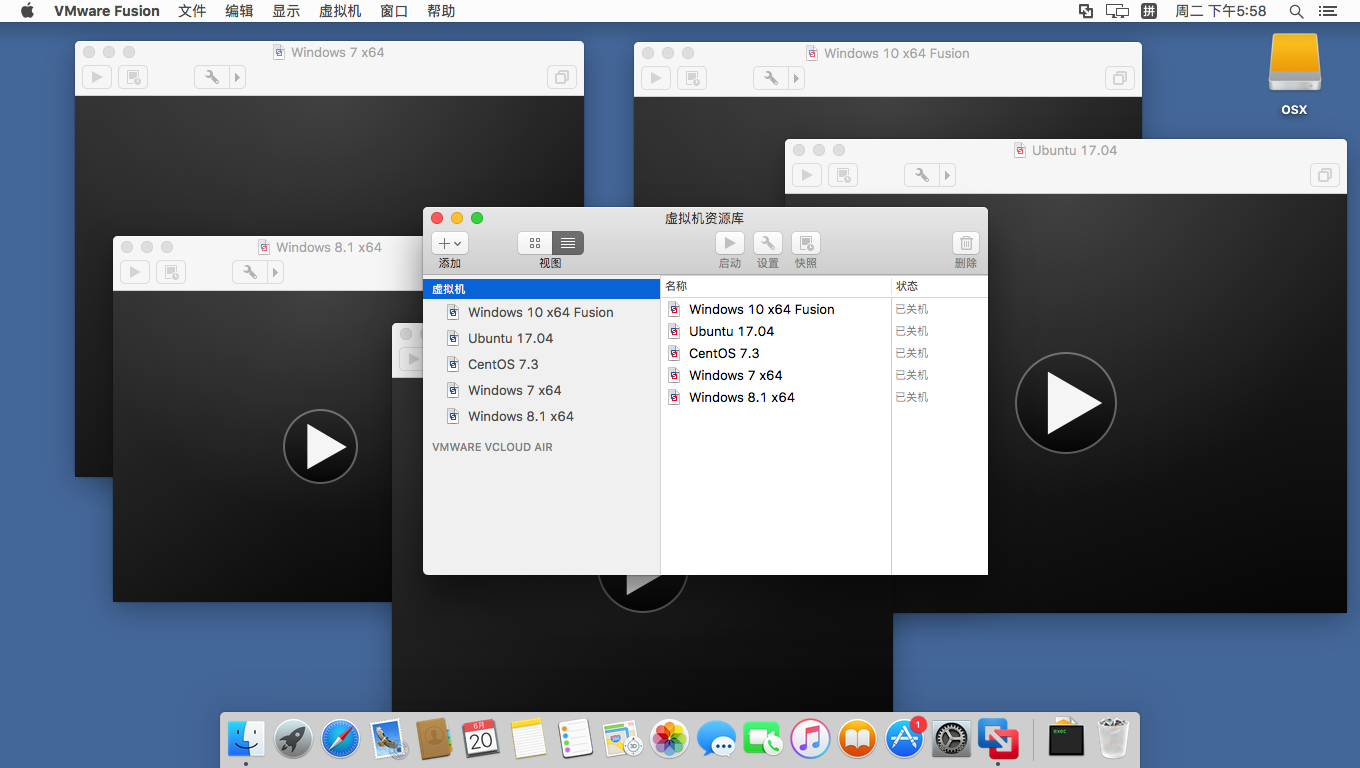 VMware Fusion 文件 编辑 显示 虚拟机 窗口 帮助 拼 周二 下午5:58
Windows 7 x64
Windows 10 x64 Fusion
OSX
Ubuntu 17.04
Windows 8.1 x64
虚拟机资源库
添加 视图 启动 设置 快照 删除
虚拟机
Windows 10 x64 Fusion
Ubuntu 17.04
CentOS 7.3
Windows 7 x64
Windows 8.1 x64
VMWARE VCLOUD AIR
名称 状态
Windows 10 x64 Fusion 已关机
Ubuntu 17.04 已关机
CentOS 7.3 已关机
Windows 7 x64 已关机
Windows 8.1 x64 已关机
6月
20
3D
1
exec